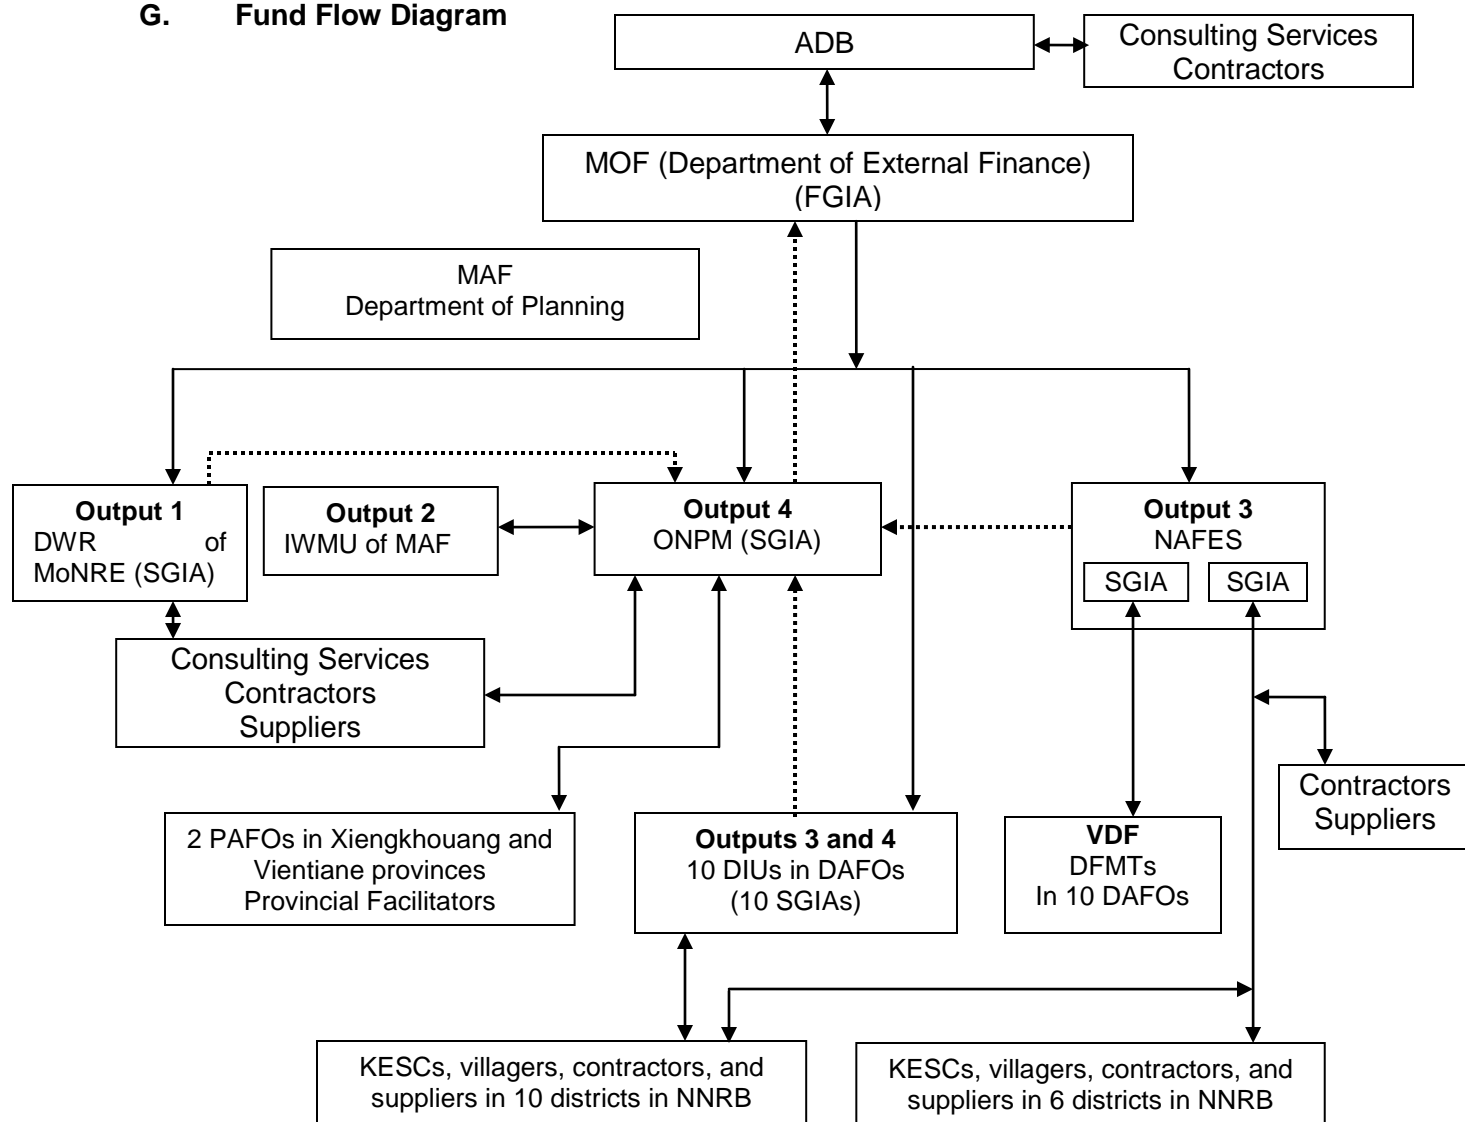 G. Fund Flow Diagram
ADB
Consulting Services
Contractors
MOF (Department of External Finance)
(FGIA)
MAF
Department of Planning
Output 1
DWR of
MoNRE (SGIA)
Output 2
IWMU of MAF
Output 4
ONPM (SGIA)
Output 3
NAFES
SGIA
SGIA
Consulting Services
Contractors
Suppliers
Contractors
Suppliers
2 PAFOs in Xiengkhouang and
Vientiane provinces
Provincial Facilitators
Outputs 3 and 4
10 DIUs in DAFOs
(10 SGIAs)
VDF
DFMTs
In 10 DAFOs
KESCs, villagers, contractors, and
suppliers in 10 districts in NNRB
KESCs, villagers, contractors, and
suppliers in 6 districts in NNRB